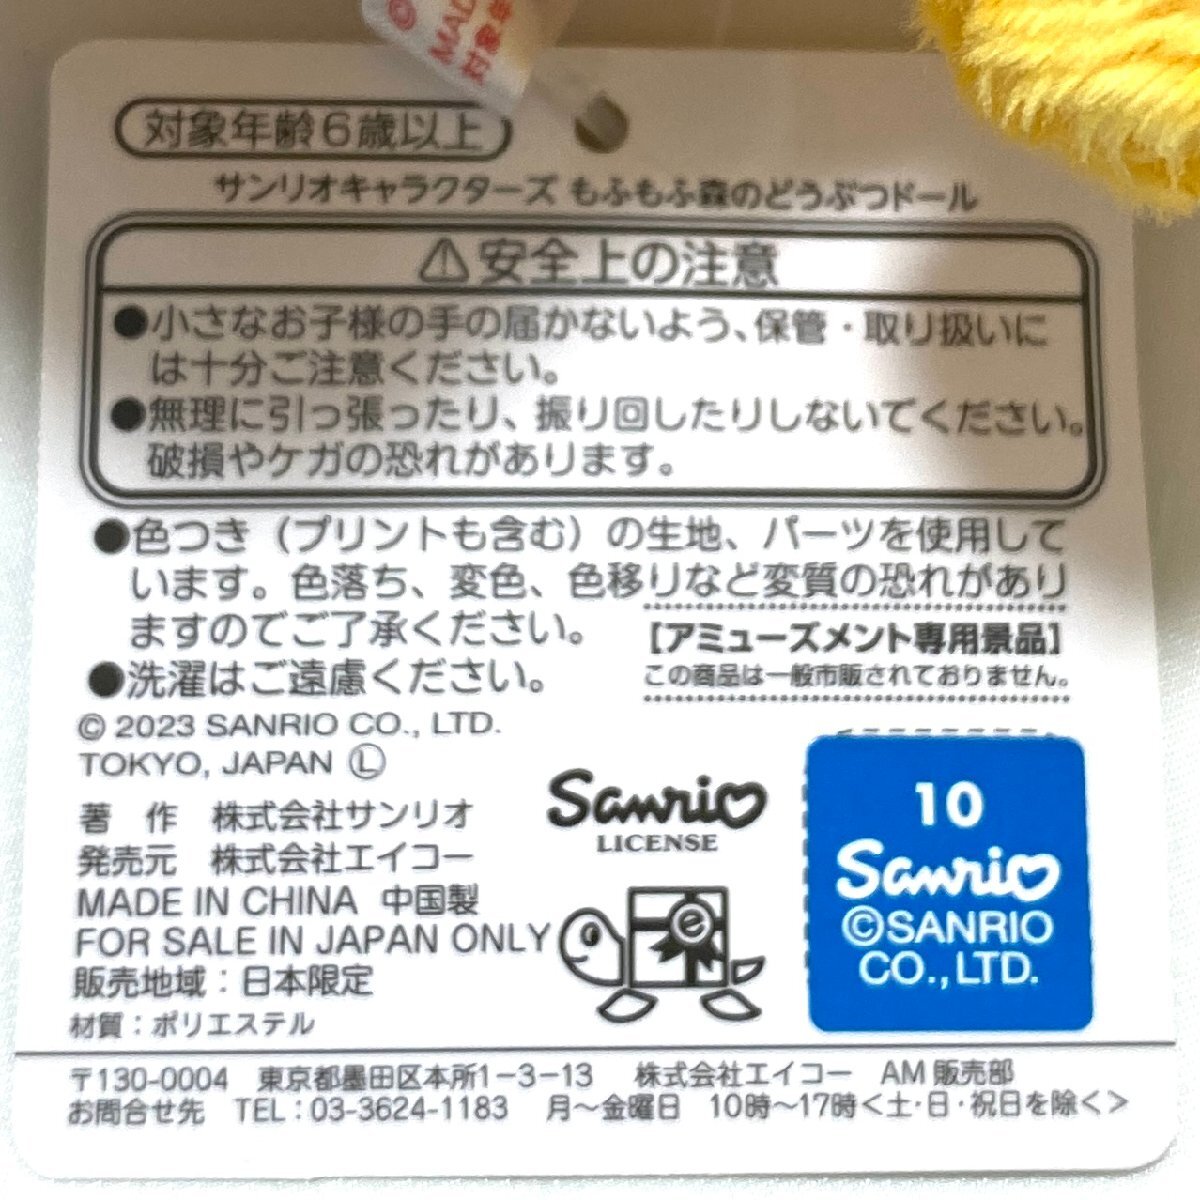 MADE
対象年
対象年齢6歳以上
サンリオキャラクターズ もふもふ森のどうぶつドール
⚠安全上の注意
●小さなお子様の手の届かないよう、保管・取り扱いに
は十分ご注意ください。
●無理に引っ張ったり、振り回したりしないでください。
破損やケガの恐れがあります。
●色つき（プリントも含む）の生地、パーツを使用して
います。色落ち、変色、色移りなど変質の恐れがあり
ますのでご了承ください。
【アミューズメント専用景品】
この商品は一般市販されておりません。
●洗濯はご遠慮ください。
© 2023 SANRIO CO., LTD.
TOKYO, JAPAN Ⓛ
著 作 株式会社サンリオ
発売元 株式会社エイコー
MADE IN CHINA 中国製
FOR SALE IN JAPAN ONLY
販売地域：日本限定
材質：ポリエステル
Sanrio
LICENSE
e
10
Sanrio
©SANRIO
CO., LTD.
〒130-0004 東京都墨田区本所1-3-13 株式会社エイコー AM販売部
お問合せ先 TEL：03-3624-1183 月～金曜日 10時～17時＜土・日・祝日を除く＞